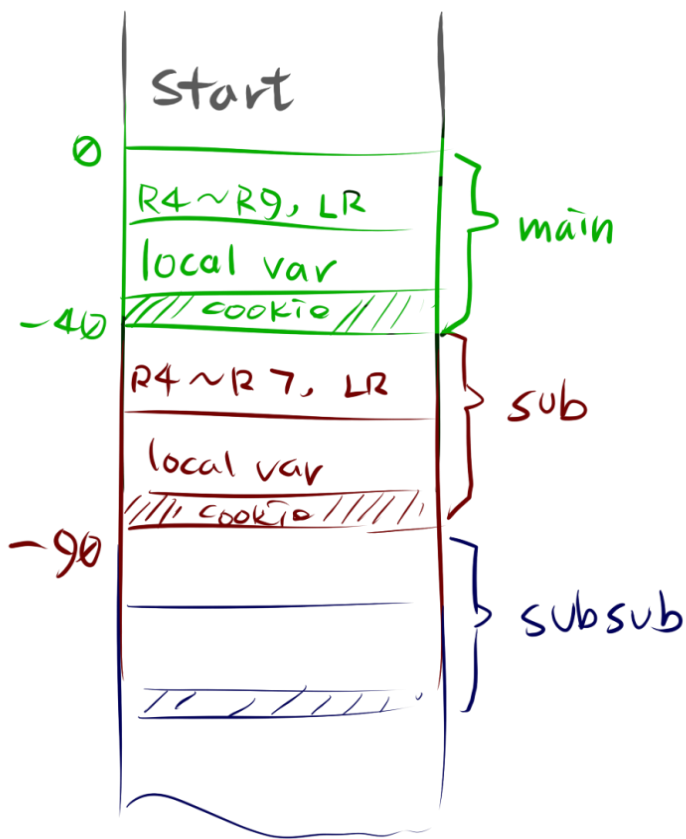 Start
0
R4~R9, LR
main
local var
cookie
-40
R4~R7, LR
sub
local var
cookie
-90
subsub